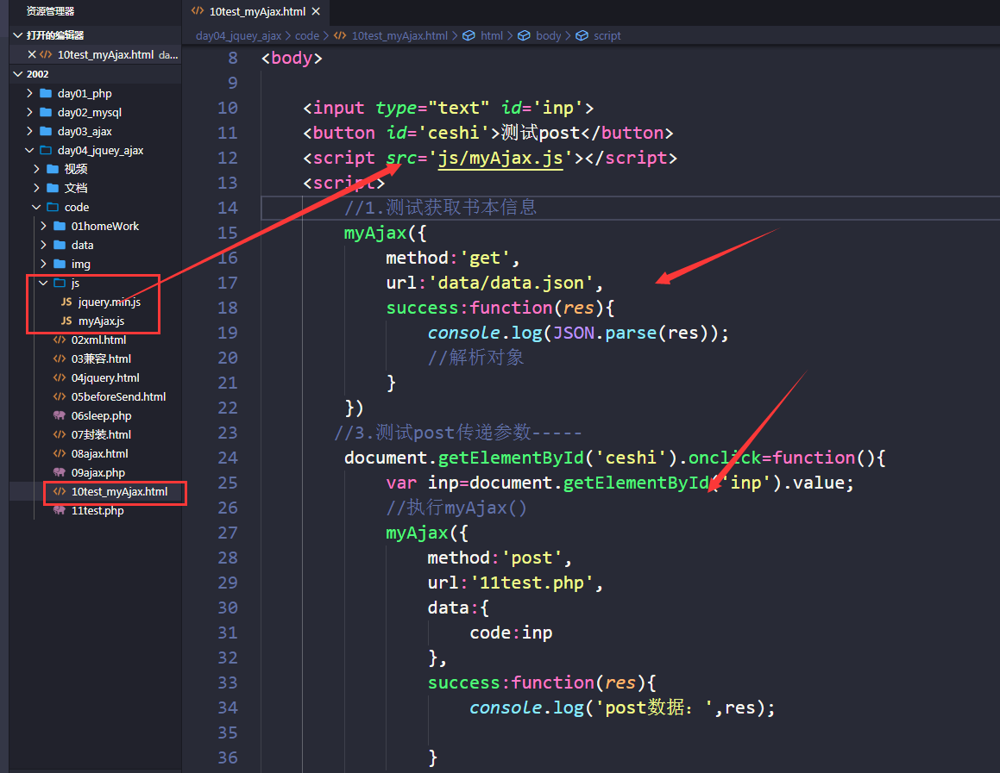 资源管理器
打开的编辑器
10test_myAjax.html da...
2002
day01_php
day02_mysql
day03_ajax
day04_jquey_ajax
视频
文档
code
01homeWork
data
img
js
JS jquery.min.js
JS myAjax.js
02xml.html
03兼容.html
04jquery.html
05beforeSend.html
06sleep.php
07封装.html
08ajax.html
09ajax.php
10test_myAjax.html
11test.php
10test_myAjax.html
day04_jquey_ajax > code > 10test_myAjax.html > html > body > script
8 <body>
9
10 <input type="text" id='inp'>
11 <button id='ceshi'>测试post</button>
12 <script src='js/myAjax.js'></script>
13 <script>
14 //1.测试获取书本信息
15 myAjax({
16 method:'get',
17 url:'data/data.json',
18 success:function(res){
19 console.log(JSON.parse(res));
20 //解析对象
21 }
22 })
23 //3.测试post传递参数-----
24 document.getElementById('ceshi').onclick=function(){
25 var inp=document.getElementById('inp').value;
26 //执行myAjax()
27 myAjax({
28 method:'post',
29 url:'11test.php',
30 data:{
31 code:inp
32 },
33 success:function(res){
34 console.log('post数据：',res);
35
36 }